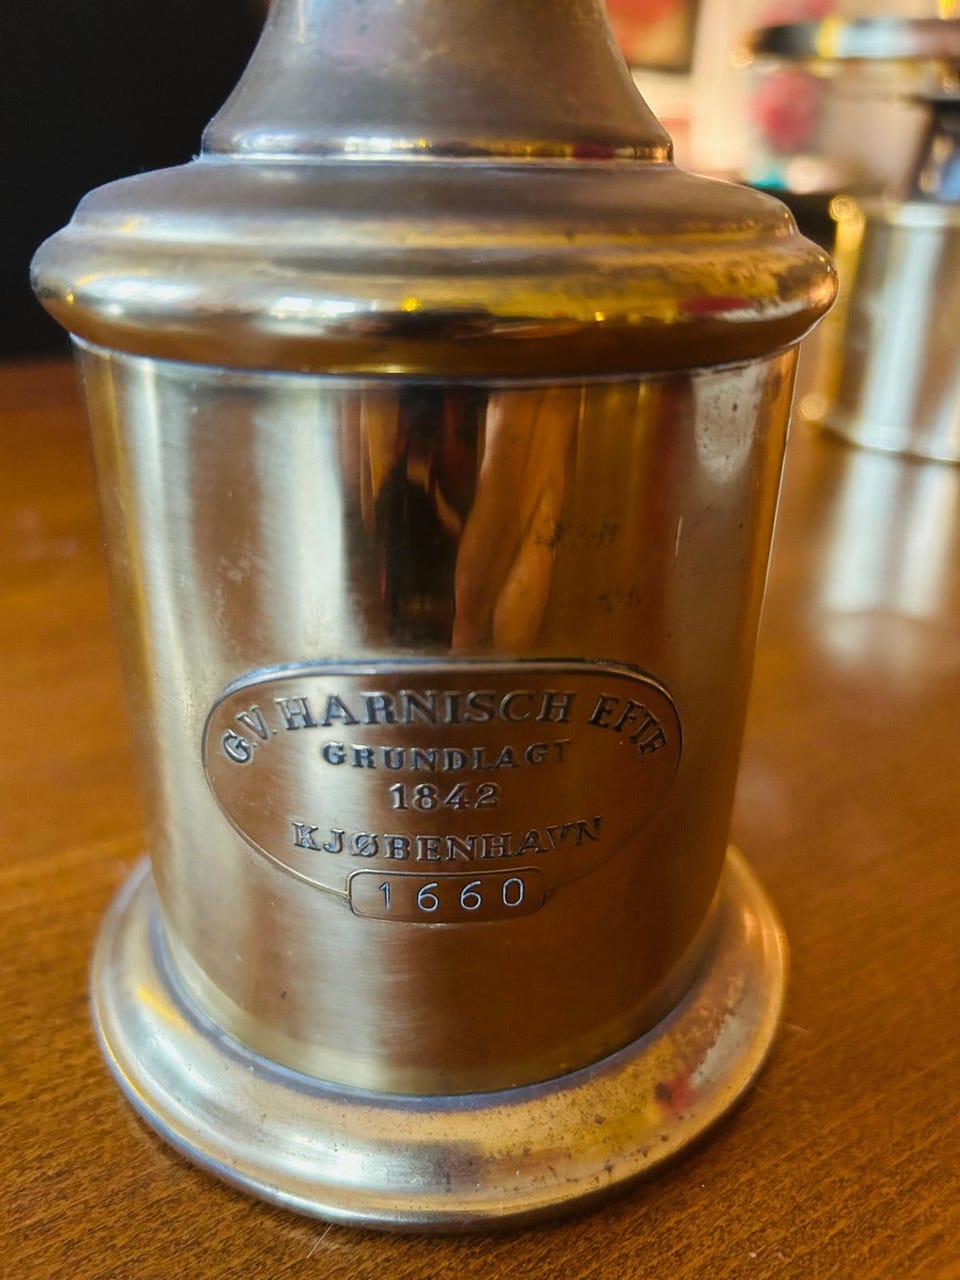 G.V. HARNISCH EFTF.
GRUNDLAGT
1842
KJØBENHAVN
1660